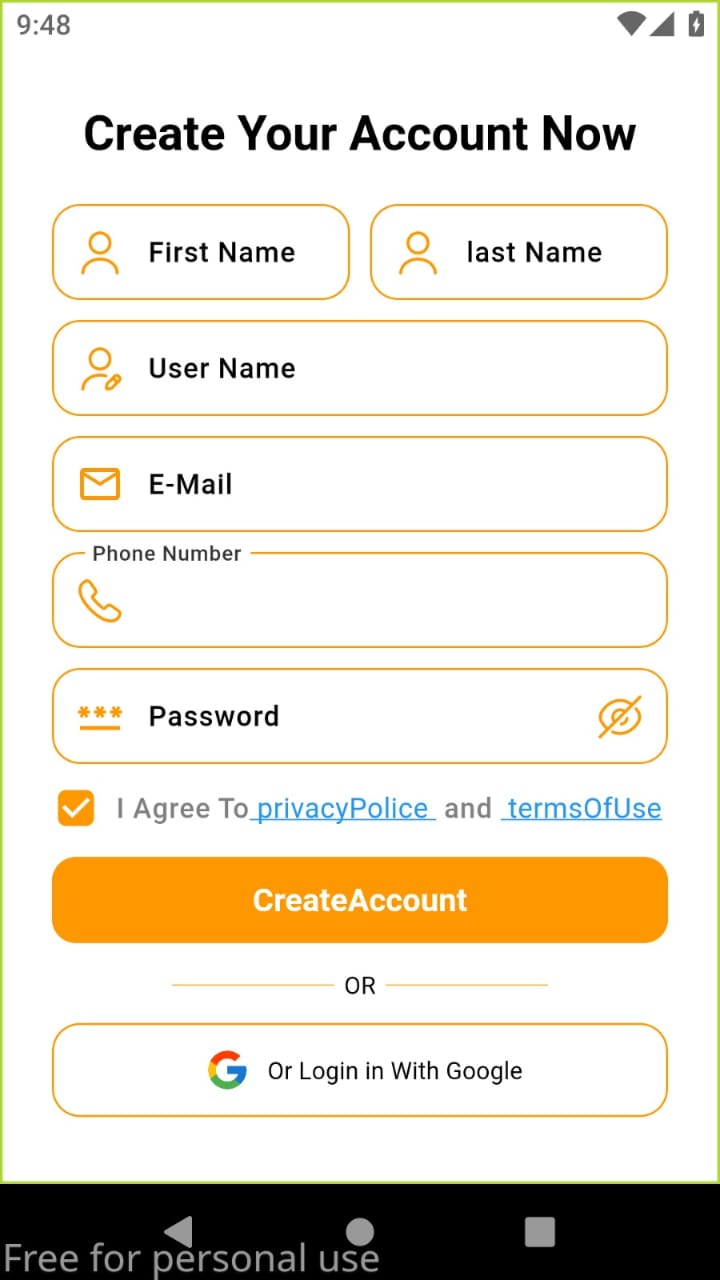 9:48
Create Your Account Now
First Name
last Name
User Name
E-Mail
Phone Number
*** Password
I Agree To privacyPolice and termsOfUse
CreateAccount
OR
Or Login in With Google
Free for personal use